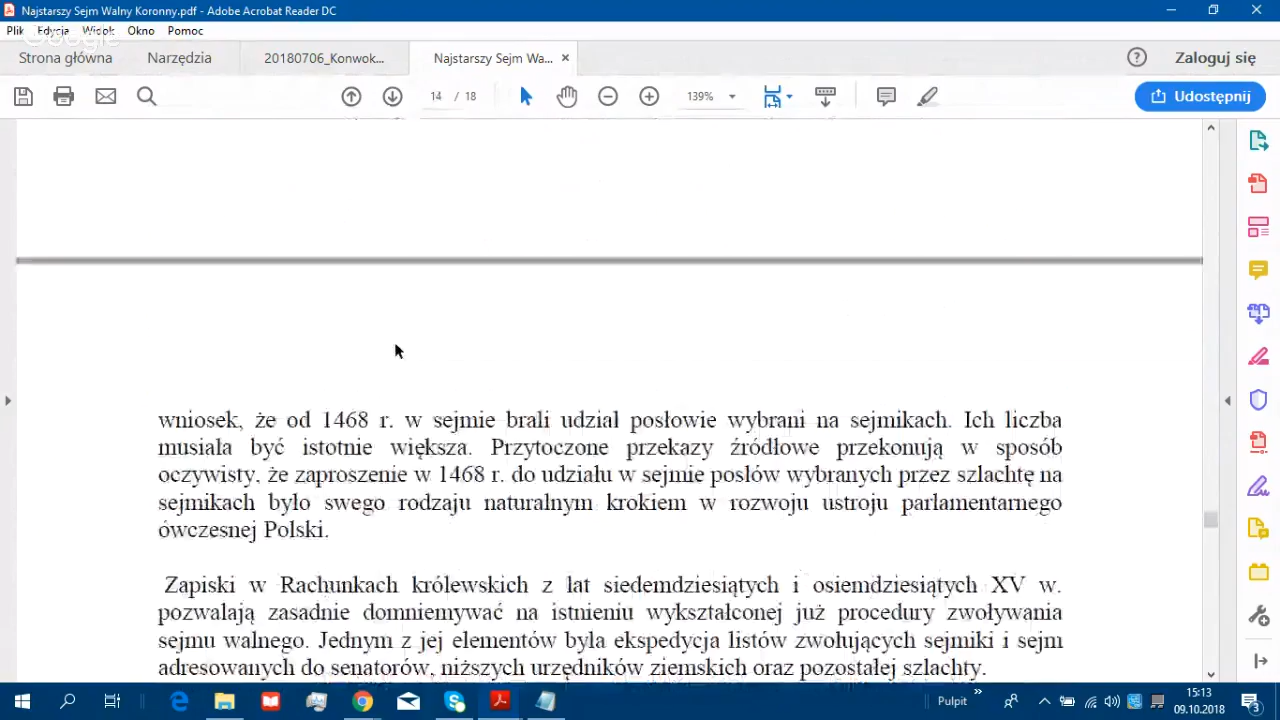 Najstarszy Sejm Walny Koronny.pdf - Adobe Acrobat Reader DC
Plik Edycja Widok Okno Pomoc
Google
Strona główna Narzędzia 20180706_Konwok... Najstarszy Sejm Wa... × Zaloguj się
14 / 18 139% Udostępnij
wniosek, że od 1468 r. w sejmie brali udział posłowie wybrani na sejmikach. Ich liczba
musiała być istotnie większa. Przytoczone przekazy źródłowe przekonują w sposób
oczywisty, że zaproszenie w 1468 r. do udziału w sejmie posłów wybranych przez szlachtę na
sejmikach było swego rodzaju naturalnym krokiem w rozwoju ustroju parlamentarnego
ówczesnej Polski.
Zapiski w Rachunkach królewskich z lat siedemdziesiątych i osiemdziesiątych XV w.
pozwalają zasadnie domniemywać na istnieniu wykształconej już procedury zwoływania
sejmu walnego. Jednym z jej elementów była ekspedycja listów zwołujących sejmiki i sejm
adresowanych do senatorów, niższych urzędników ziemskich oraz pozostałej szlachty.
Pulpit » 15:13
09.10.2018 3